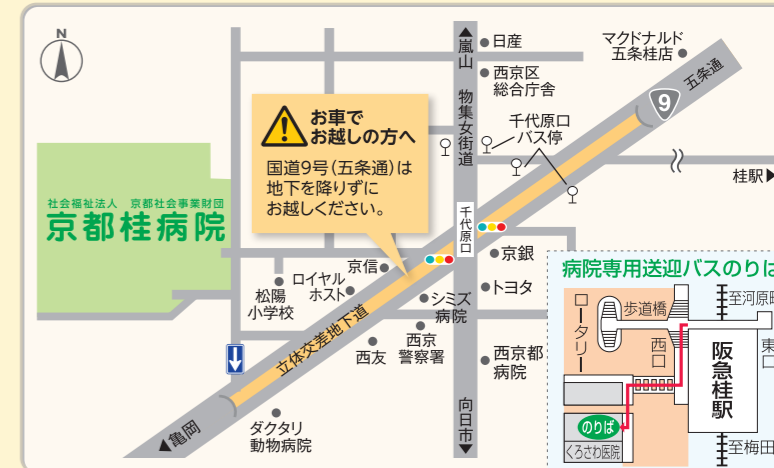 N
嵐山
日産
マクドナルド
五条桂店
西京区
総合庁舎
五条通
9
物集女街道
千代原口
バス停
お車で
お越しの方へ
国道9号(五条通)は
地下を降りずに
お越しください。
桂駅
社会福祉法人 京都社会事業財団
京都桂病院
千代原口
京銀
京信
ロイヤル
ホスト
松陽
小学校
トヨタ
シミズ
病院
立体交差地下道
西友
西京
警察署
西京都
病院
向日市
ダクタリ
動物病院
亀岡
病院専用送迎バスのりは
ロータリー
歩道橋
至河原町
西口
阪急桂駅
東口
のりば
くろさわ医院
至梅田